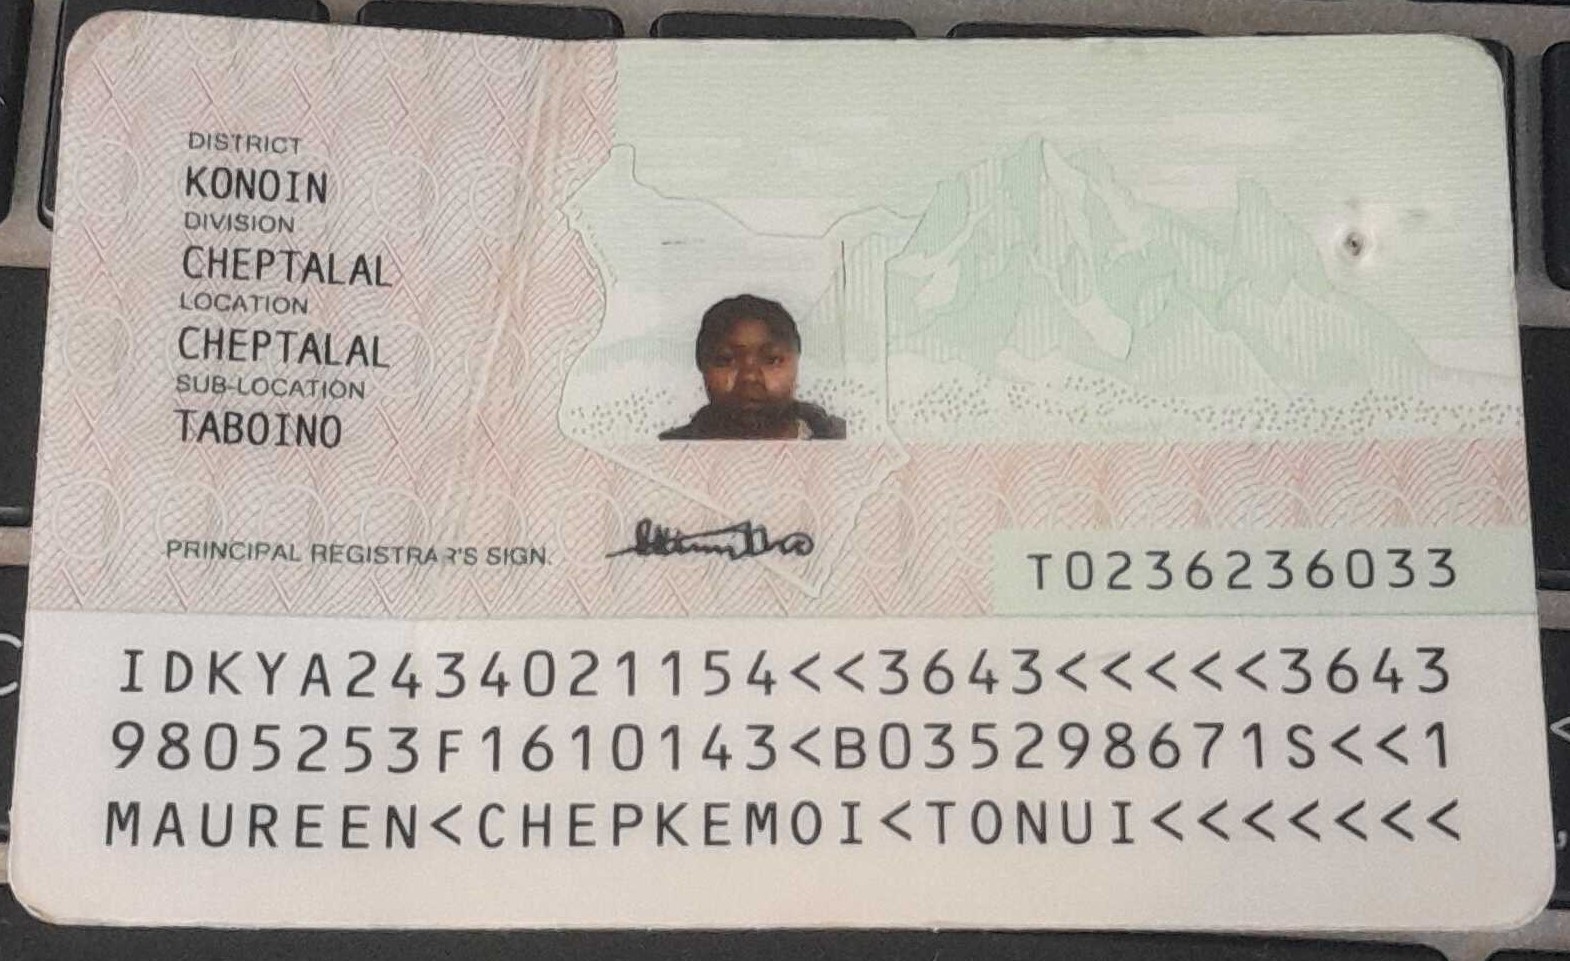 DISTRICT
KONOIN
DIVISION
CHEPTALAL
LOCATION
CHEPTALAL
SUB-LOCATION
TABOINO
PRINCIPAL REGISTRAR'S SIGN.
T0236236033
IDKYA2434021154<<3643<<<<<3643
9805253F1610143<B035298671S<<1
MAUREEN<CHEPKEMOI<TONUI<<<<<<<